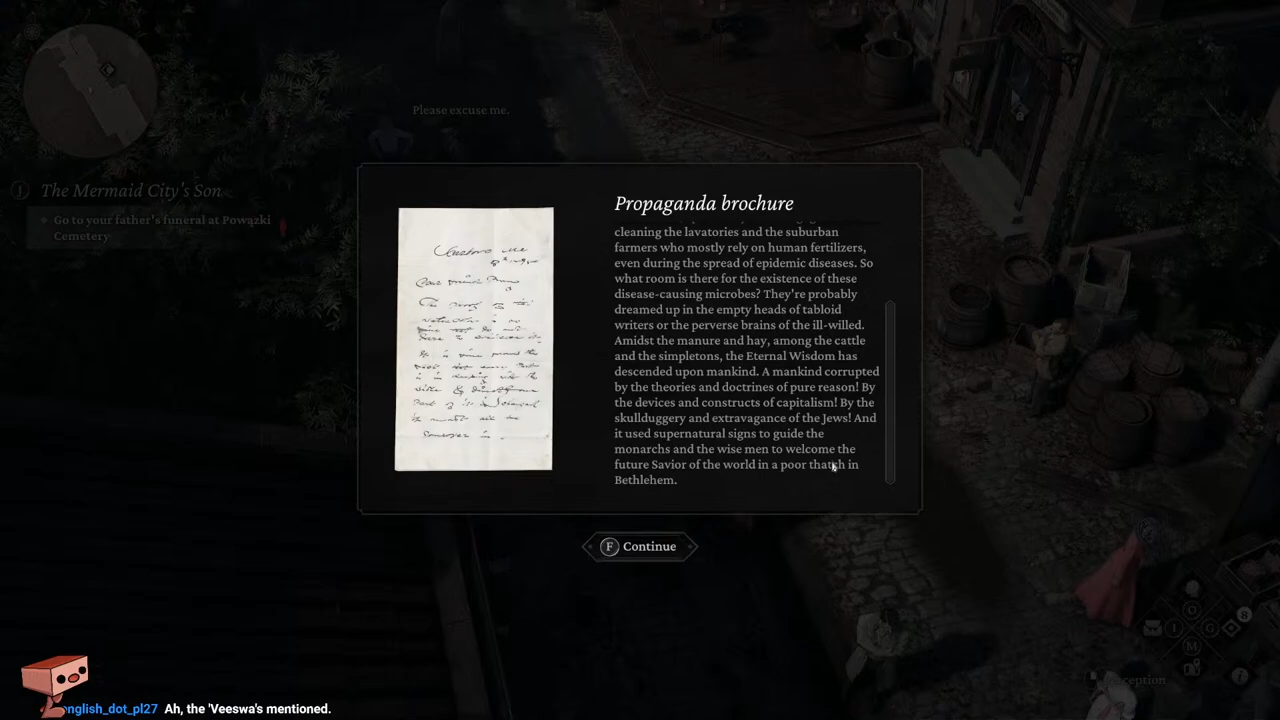 Please excuse me.
The Mermaid City's Son
Go to your father's funeral at Powązki
Cemetery
Propaganda brochure
cleaning the lavatories and the suburban
farmers who mostly rely on human fertilizers,
even during the spread of epidemic diseases. So
what room is there for the existence of these
disease-causing microbes? They're probably
dreamed up in the empty heads of tabloid
writers or the perverse brains of the ill-willed.
Amidst the manure and hay, among the cattle
and the simpletons, the Eternal Wisdom has
descended upon mankind. A mankind corrupted
by the theories and doctrines of pure reason! By
the devices and constructs of capitalism! By the
skullduggery and extravagance of the Jews! And
it used supernatural signs to guide the
monarchs and the wise men to welcome the
future Savior of the world in a poor thatch in
Bethlehem.
F Continue
O
I G 8
M
nglish_dot_pl27 Ah, the 'Veeswa's mentioned.